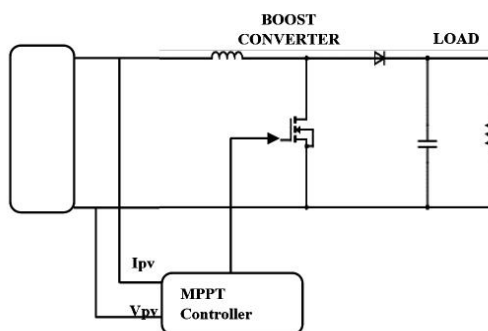 BOOST
CONVERTER
LOAD
Ipv
MPPT
Vpv
Controller